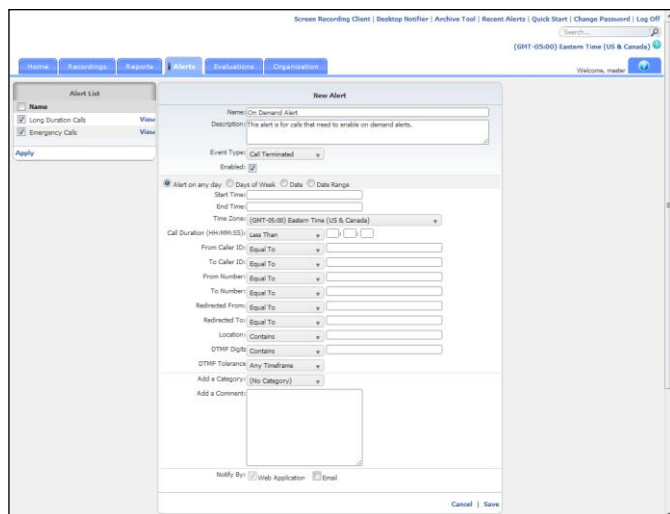 Screen Recording Client | Desktop Notifier | Archive Tool | Recent Alerts | Quick Start | Change Password | Log Off
Search...
(GMT-05:00) Eastern Time (US & Canada)
Home Recordings Reports Alerts Evaluations Organization
Welcome, master
Alert List
Name
Long Duration Calls View
Emergency Calls View
Apply
New Alert
Name: On Demand Alert
Description: This alert is for calls that need to enable on demand alerts.
Event Type: Call Terminated
Enabled:
Alert on any day Days of Week Date Date Range
Start Time:
End Time:
Time Zone: (GMT-05:00) Eastern Time (US & Canada)
Call Duration (HH:MM:SS): Less Than : :
From Caller ID: Equal To
To Caller ID: Equal To
From Number: Equal To
To Number: Equal To
Redirected From: Equal To
Redirected To: Equal To
Location: Contains
DTMF Digits Contains
DTMF Tolerance Any Timeframe
Add a Category: (No Category)
Add a Comment:
Notify By: Web Application Email
Cancel | Save